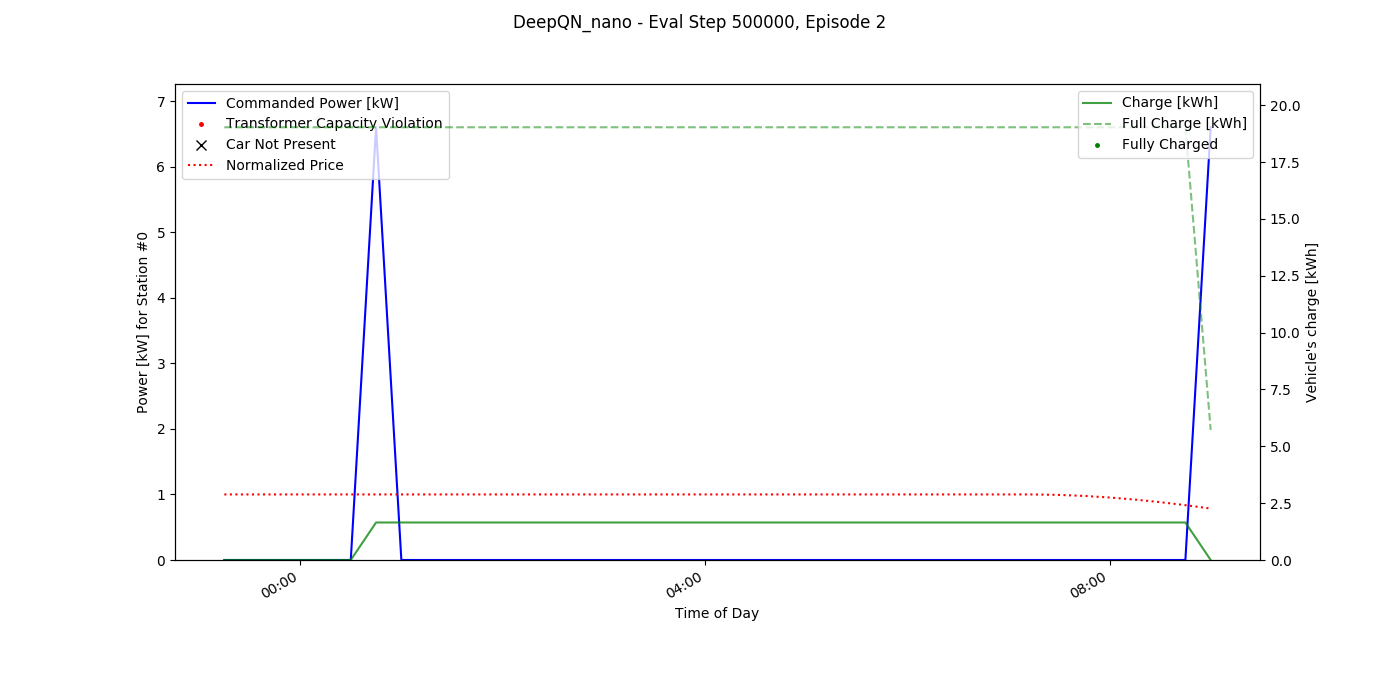 DeepQN_nano - Eval Step 500000, Episode 2
Commanded Power [kW]
Transformer Capacity Violation
Car Not Present
Normalized Price
Charge [kWh]
Full Charge [kWh]
Fully Charged
7
6
5
4
3
2
1
0
Power [kW] for Station #0
20.0
17.5
15.0
12.5
10.0
7.5
5.0
2.5
0.0
Vehicle's charge [kWh]
00:00
04:00
08:00
Time of Day